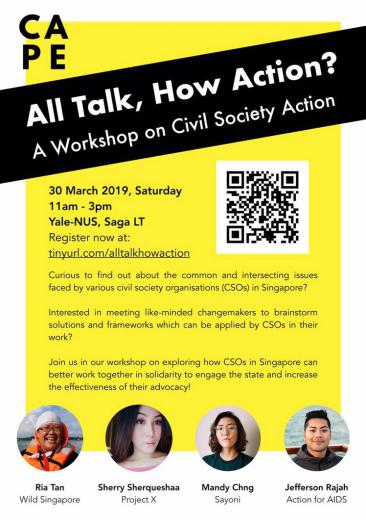 CA
PE
All Talk, How Action?
A Workshop on Civil Society Action
30 March 2019, Saturday
11am - 3pm
Yale-NUS, Saga LT
Register now at:
tinyurl.com/alltalkhowaction
Curious to find out about the common and intersecting issues
faced by various civil society organisations (CSOs) in Singapore?
Interested in meeting like-minded changemakers to brainstorm
solutions and frameworks which can be applied by CSOs in their
work?
Join us in our workshop on exploring how CSOs in Singapore can
better work together in solidarity to engage the state and increase
the effectiveness of their advocacy!
Ria Tan
Wild Singapore
Sherry Sherqueshaa
Project X
Mandy Chng
Sayoni
Jefferson Rajah
Action for AIDS